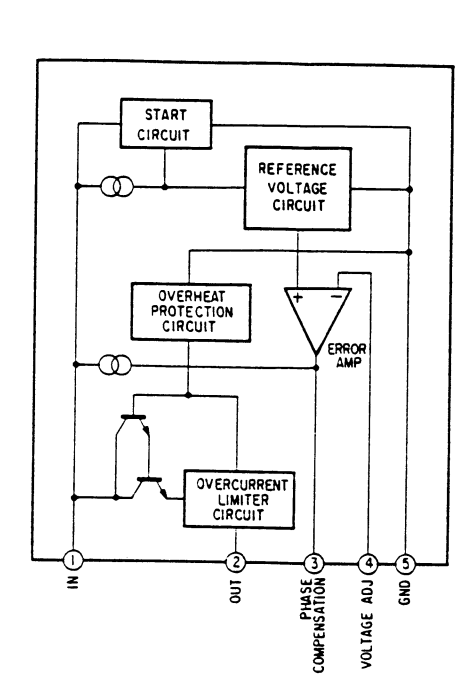 START
CIRCUIT
REFERENCE
VOLTAGE
CIRCUIT
OVERHEAT
PROTECTION
CIRCUIT
+
−
ERROR
AMP
OVERCURRENT
LIMITER
CIRCUIT
1
2
3
4
5
IN
OUT
PHASE
COMPENSATION
VOLTAGE ADJ
GND